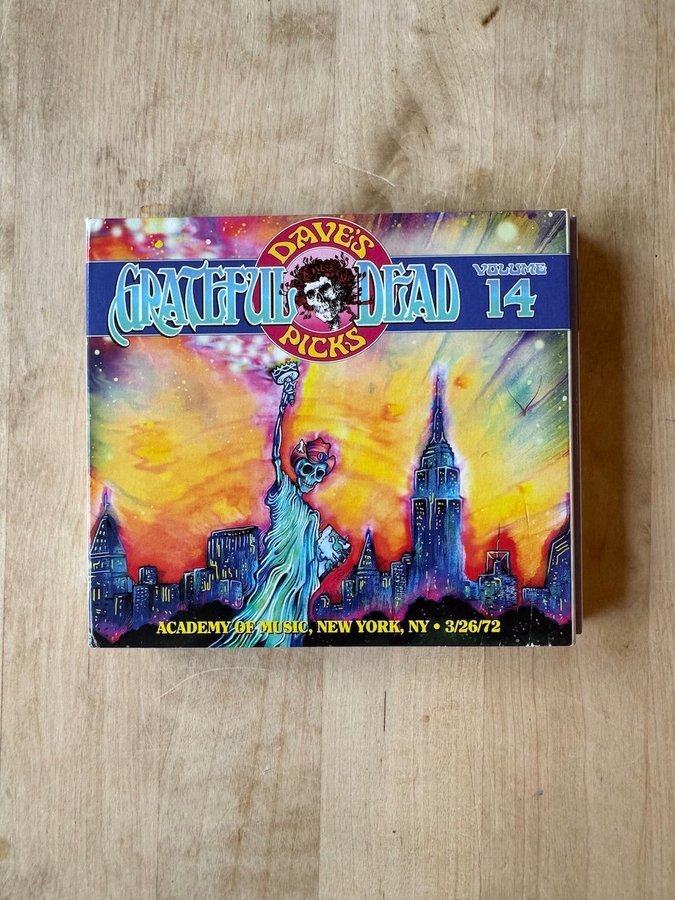 DAVE'S
GRATEFUL DEAD
VOLUME
14
PICKS
ACADEMY OF MUSIC, NEW YORK, NY • 3/26/72